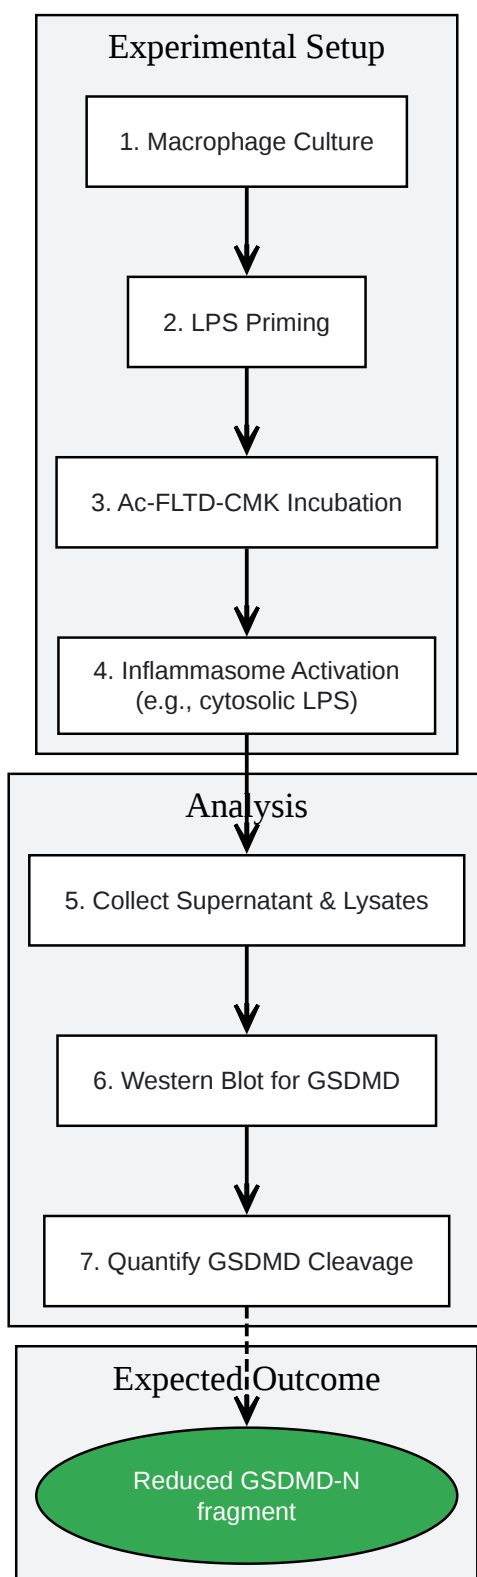 Experimental Setup
1. Macrophage Culture
2. LPS Priming
3. Ac-FLTD-CMK Incubation
4. Inflammasome Activation
(e.g., cytosolic LPS)
Analysis
5. Collect Supernatant & Lysates
6. Western Blot for GSDMD
7. Quantify GSDMD Cleavage
Expected Outcome
Reduced GSDMD-N
fragment